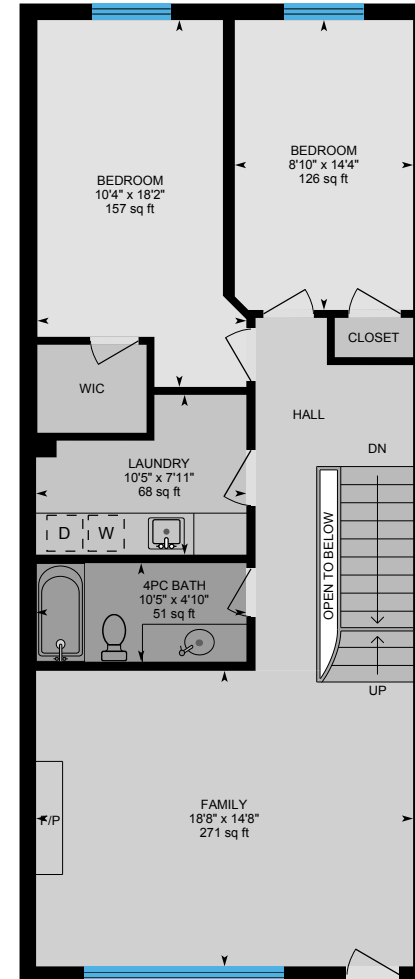 BEDROOM
10'4" x 18'2"
157 sq ft
BEDROOM
8'10" x 14'4"
126 sq ft
CLOSET
WIC
HALL
DN
LAUNDRY
10'5" x 7'11"
68 sq ft
D
W
OPEN TO BELOW
4PC BATH
10'5" x 4'10"
51 sq ft
UP
FAMILY
18'8" x 14'8"
271 sq ft
F/P